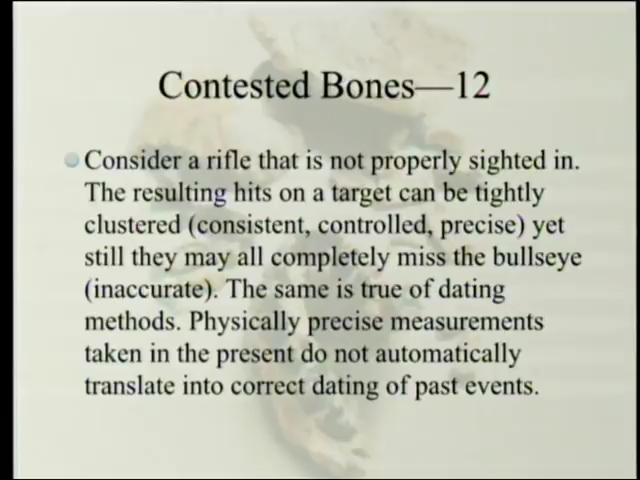 Contested Bones—12
Consider a rifle that is not properly sighted in.
The resulting hits on a target can be tightly
clustered (consistent, controlled, precise) yet
still they may all completely miss the bullseye
(inaccurate). The same is true of dating
methods. Physically precise measurements
taken in the present do not automatically
translate into correct dating of past events.